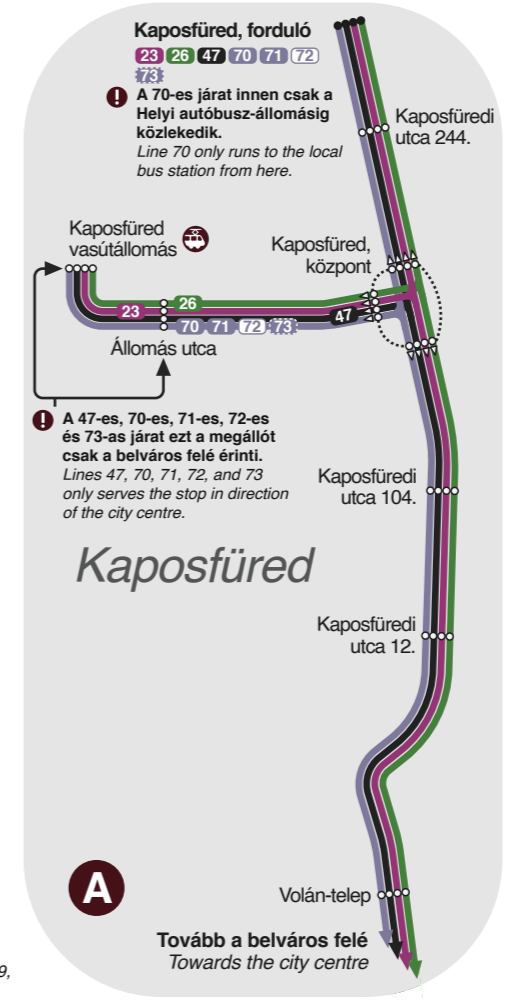 Kaposfüred, forduló
23 26 47 70 71 72
73
! A 70-es járat innen csak a
Helyi autóbusz-állomásig
közlekedik.
Line 70 only runs to the local
bus station from here.
Kaposfüredi
utca 244.
Kaposfüred
vasútállomás
Kaposfüred,
központ
26
23
47
70 71 72 73
Állomás utca
! A 47-es, 70-es, 71-es, 72-es
és 73-as járat ezt a megállót
csak a belváros felé érinti.
Lines 47, 70, 71, 72, and 73
only serves the stop in direction
of the city centre.
Kaposfüredi
utca 104.
Kaposfüred
Kaposfüredi
utca 12.
A
Volán-telep
Tovább a belváros felé
Towards the city centre
9,